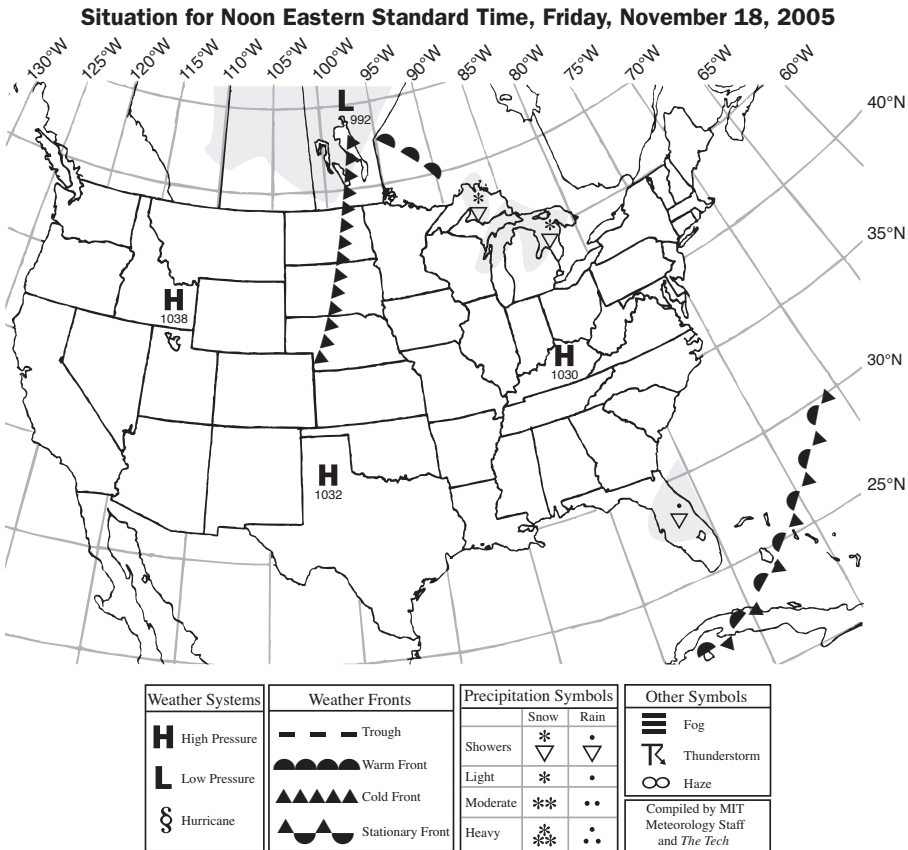 Situation for Noon Eastern Standard Time, Friday, November 18, 2005
130°W 125°W 120°W 115°W 110°W 105°W 100°W 95°W 90°W 85°W 80°W 75°W 70°W 65°W 60°W
40°N
35°N
30°N
25°N
L
992
H
1038
H
1030
H
1032
Weather Systems
H High Pressure
L Low Pressure
§ Hurricane
Weather Fronts
Trough
Warm Front
Cold Front
Stationary Front
Precipitation Symbols
Snow Rain
Showers
Light
Moderate
Heavy
Other Symbols
Fog
Thunderstorm
Haze
Compiled by MIT
Meteorology Staff
and The Tech